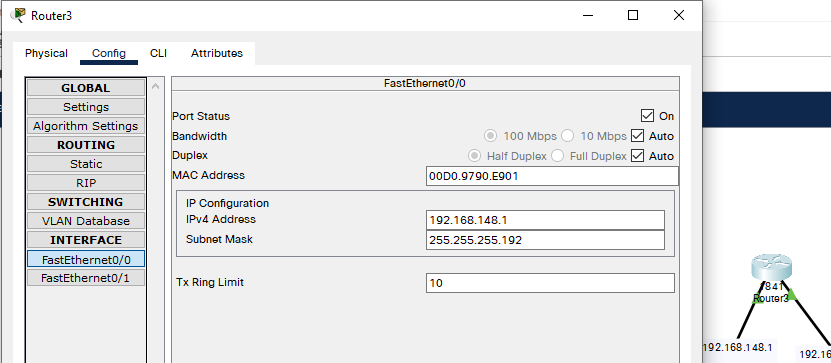 Router3
Physical Config CLI Attributes
GLOBAL
Settings
Algorithm Settings
ROUTING
Static
RIP
SWITCHING
VLAN Database
INTERFACE
FastEthernet0/0
FastEthernet0/1
FastEthernet0/0
Port Status On
Bandwidth 100 Mbps 10 Mbps Auto
Duplex Half Duplex Full Duplex Auto
MAC Address 00D0.9790.E901
IP Configuration
IPv4 Address 192.168.148.1
Subnet Mask 255.255.255.192
Tx Ring Limit 10
1841
Router3
192.168.148.1
192.16